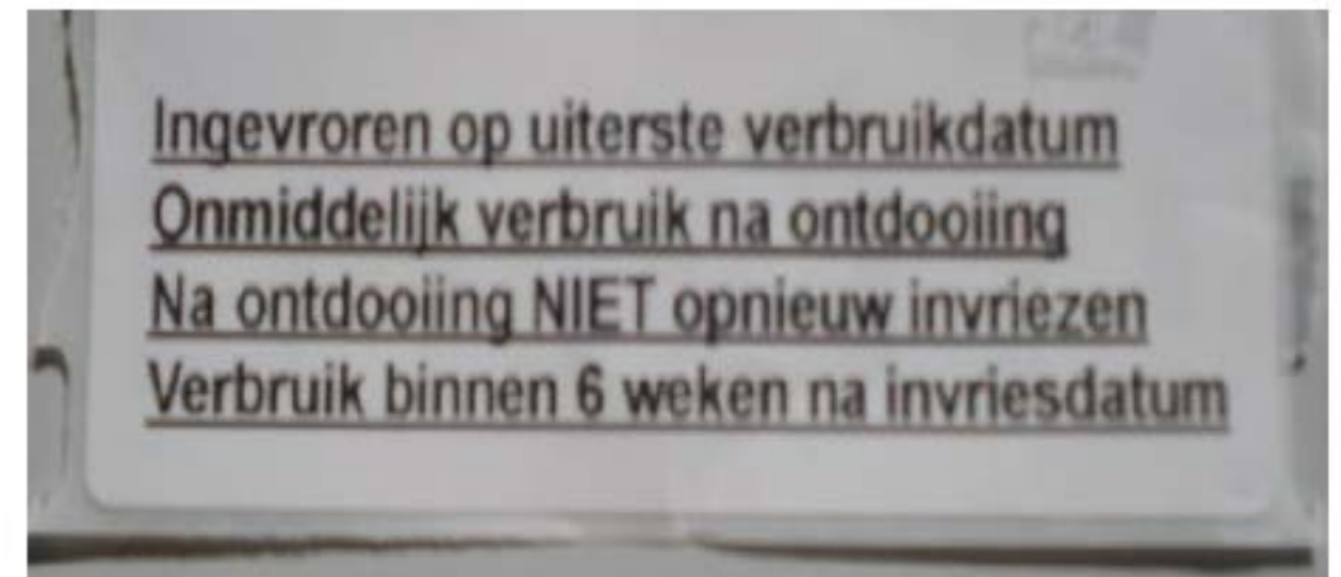 Ingevroren op uiterste verbruikdatum
Onmiddelijk verbruik na ontdooiing
Na ontdooiing NIET opnieuw invriezen
Verbruik binnen 6 weken na invriesdatum